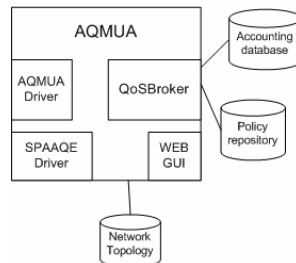 AQMUA
Accounting
database
AQMUA
Driver
QoSBroker
Policy
repository
SPAAQE
Driver
WEB
GUI
Network
Topology